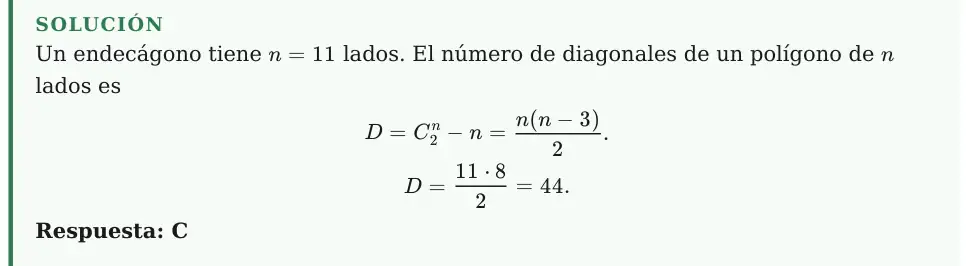 SOLUCIÓN
Un endecágono tiene n = 11 lados. El número de diagonales de un polígono de n
lados es
D = C₂ⁿ − n = n(n − 3)/2.
D = 11 · 8/2 = 44.
Respuesta: C